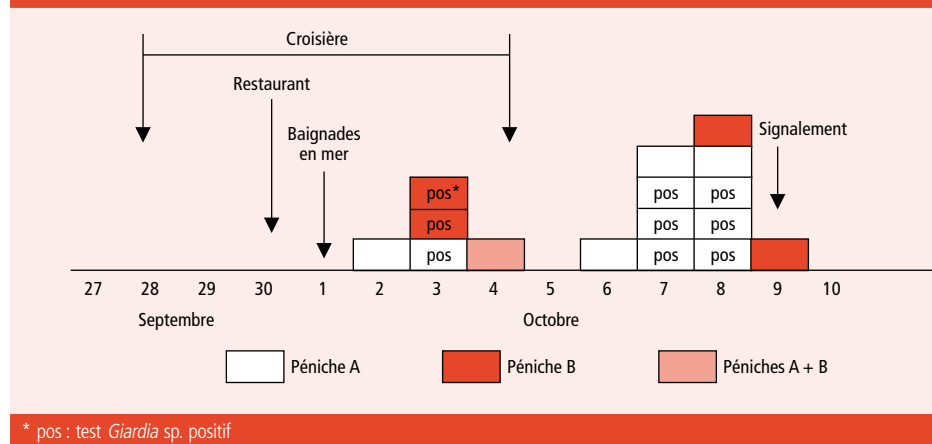 Croisière
Restaurant
Baignades
en mer
Signalement
pos*
pos
pos
pos
pos
pos
pos
pos
pos
27 28 29 30 1 2 3 4 5 6 7 8 9 10
Septembre Octobre
Péniche A Péniche B Péniches A + B
* pos : test Giardia sp. positif